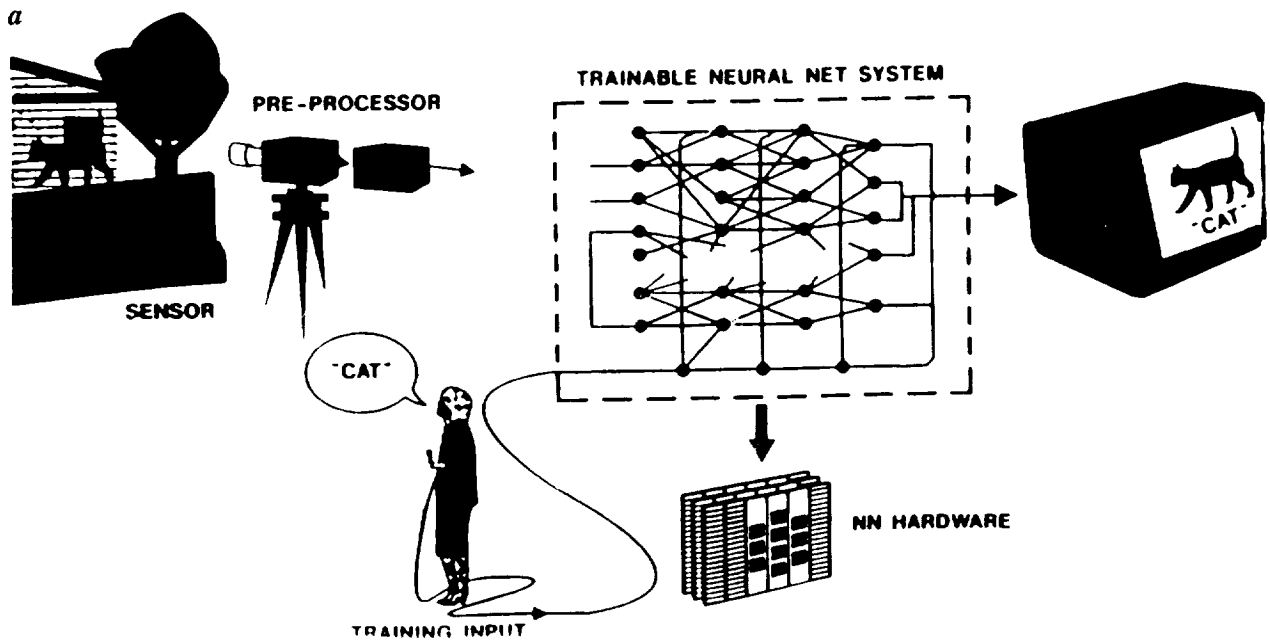 a
TRAINABLE NEURAL NET SYSTEM
PRE-PROCESSOR
"CAT"
SENSOR
"CAT"
NN HARDWARE
TRAINING INPUT